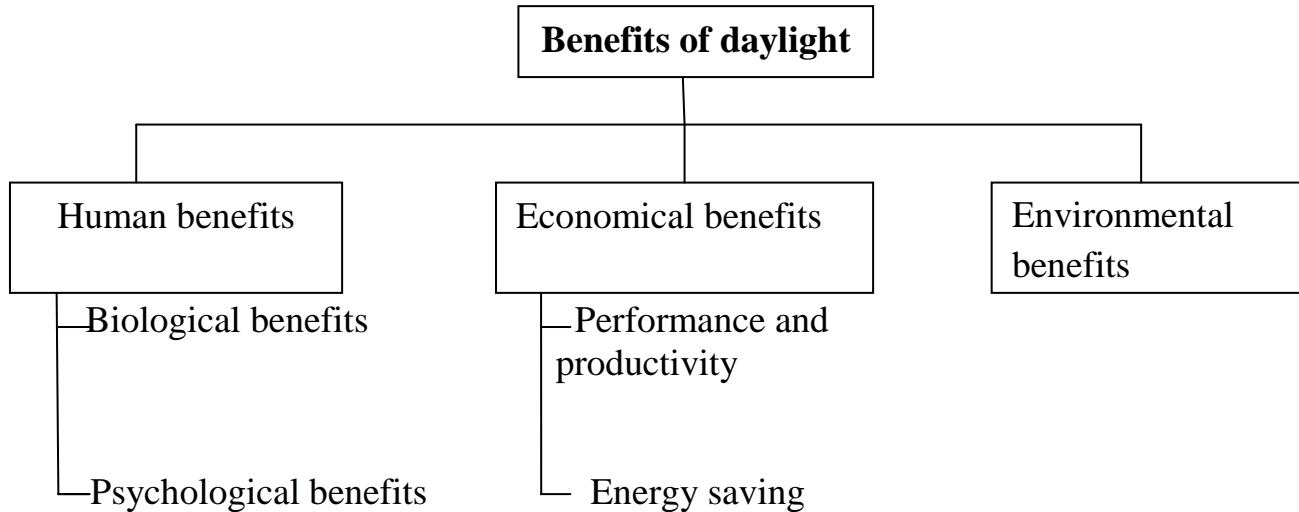 Benefits of daylight
Human benefits
Economical benefits
Environmental
benefits
Biological benefits
Psychological benefits
Performance and
productivity
Energy saving